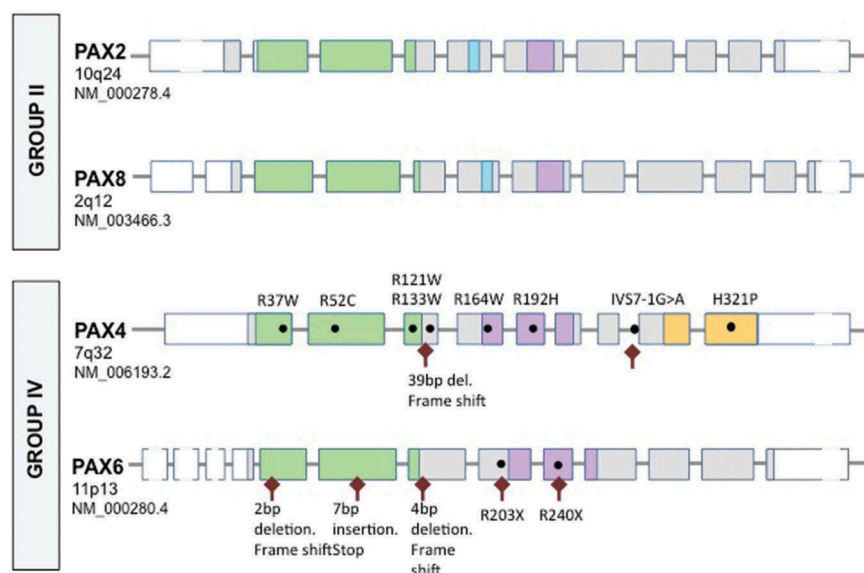 GROUP II
PAX2
10q24
NM_000278.4
PAX8
2q12
NM_003466.3
GROUP IV
R121W
R37W R52C R133W R164W R192H IVS7-1G>A H321P
PAX4
7q32
NM_006193.2
39bp del.
Frame shift
PAX6
11p13
NM_000280.4
2bp 7bp 4bp R203X R240X
deletion. insertion. deletion.
Frame shiftStop Frame
shift